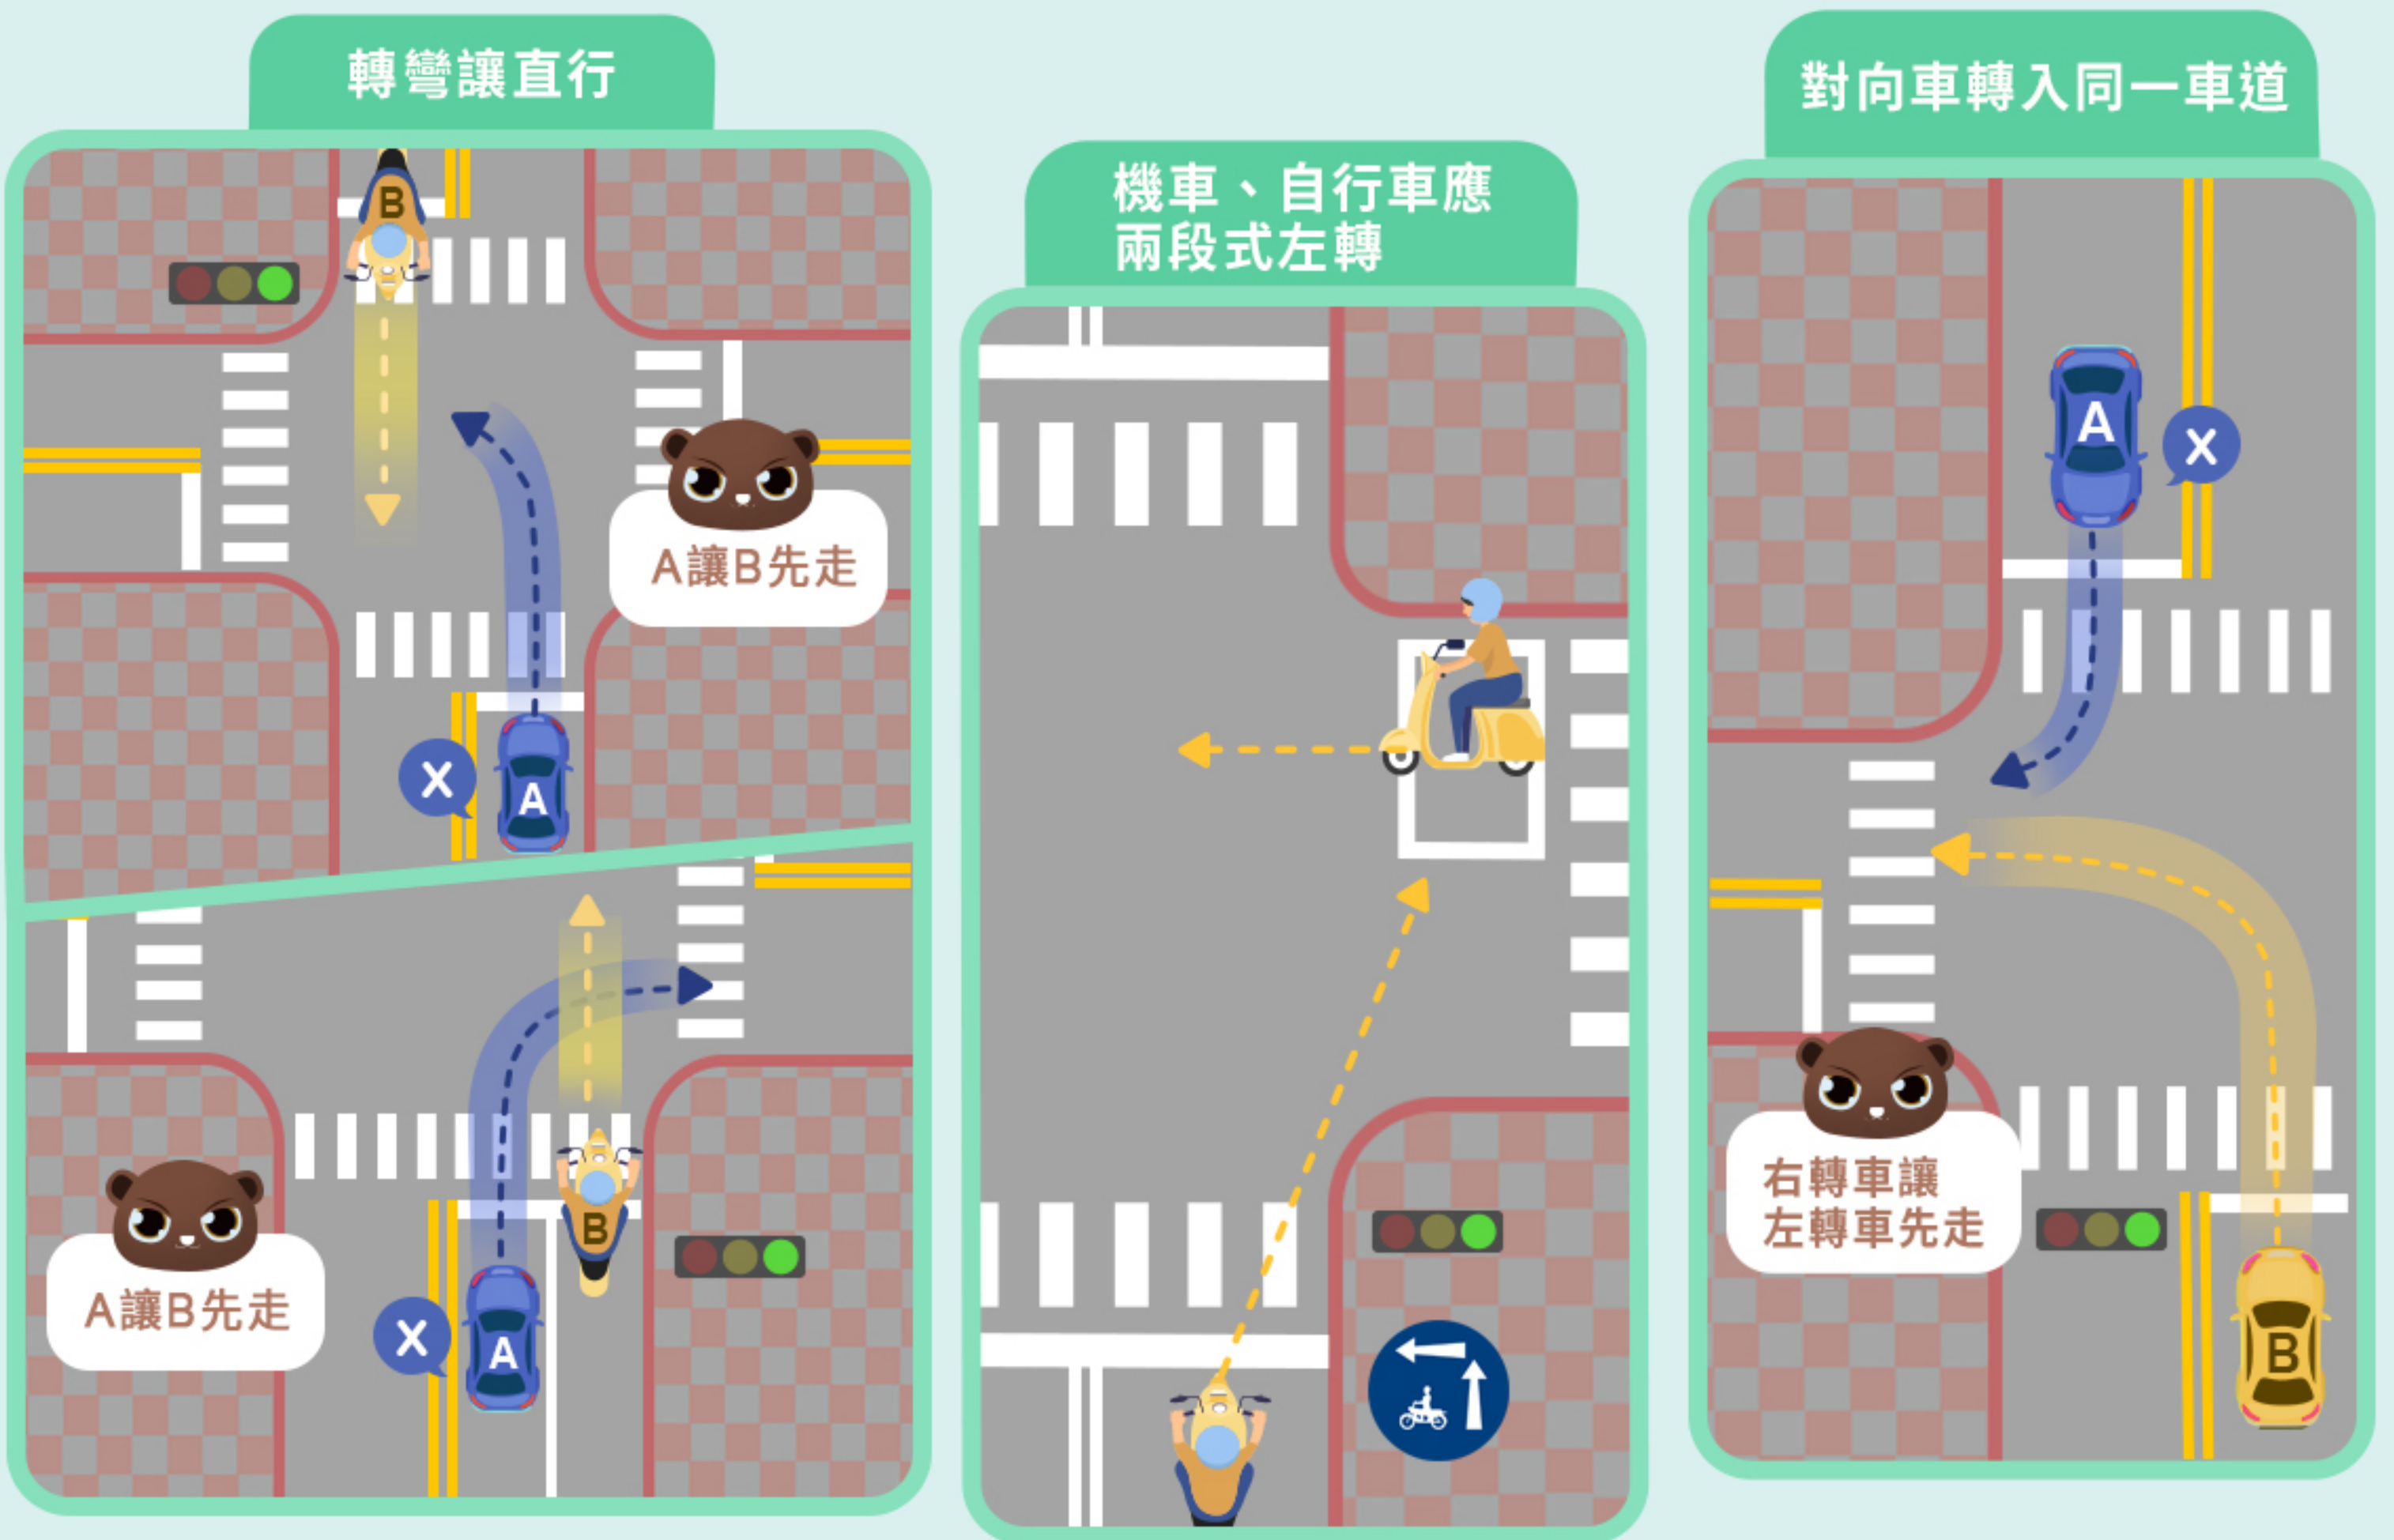 轉彎讓直行
B
A讓B先走
X
A
A讓B先走
B
X
A
機車、自行車應
兩段式左轉
對向車轉入同一車道
A
X
右轉車讓
左轉車先走
B